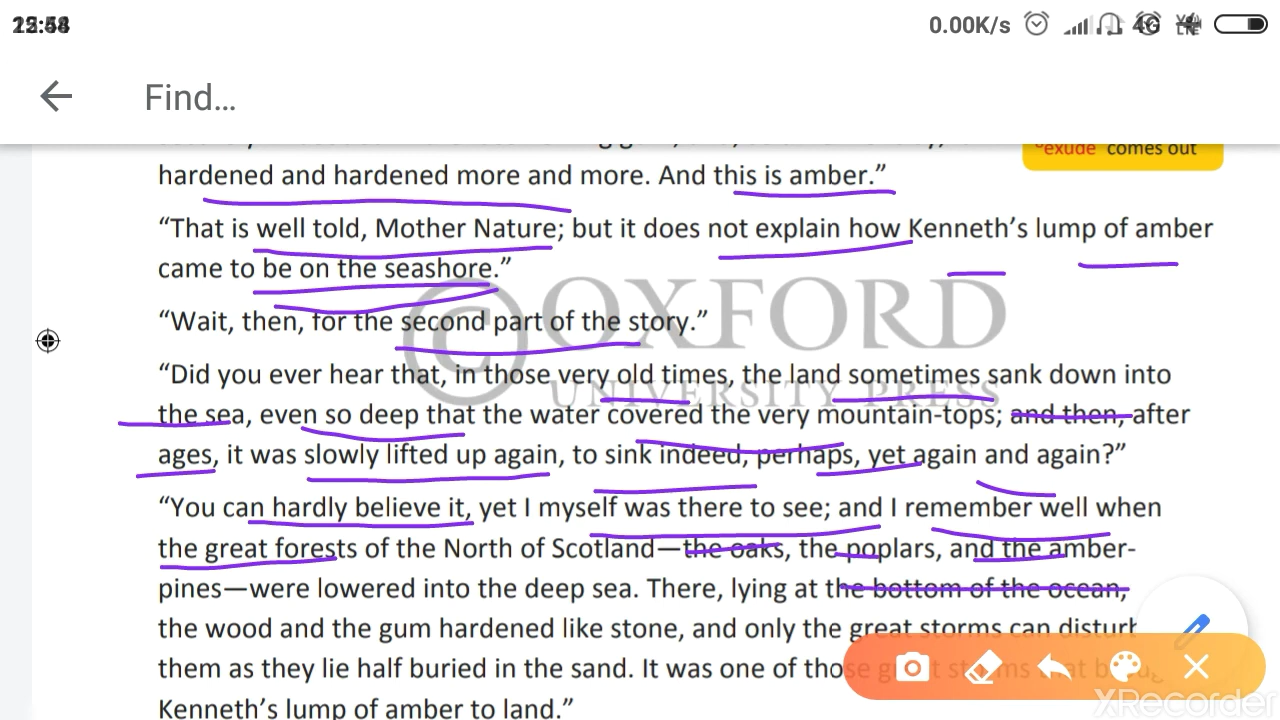 0.00K/s 4G
Find...
exude comes out
hardened and hardened more and more. And this is amber.”
“That is well told, Mother Nature; but it does not explain how Kenneth’s lump of amber
came to be on the seashore.”
“Wait, then, for the second part of the story.”
“Did you ever hear that, in those very old times, the land sometimes sank down into
the sea, even so deep that the water covered the very mountain-tops; and then, after
ages, it was slowly lifted up again, to sink indeed, perhaps, yet again and again?”
“You can hardly believe it, yet I myself was there to see; and I remember well when
the great forests of the North of Scotland—the oaks, the poplars, and the amber-
pines—were lowered into the deep sea. There, lying at the bottom of the ocean,
the wood and the gum hardened like stone, and only the great storms can disturb
them as they lie half buried in the sand. It was one of those great storms that
Kenneth’s lump of amber to land.”
© OXFORD
UNIVERSITY PRESS
XRecorder